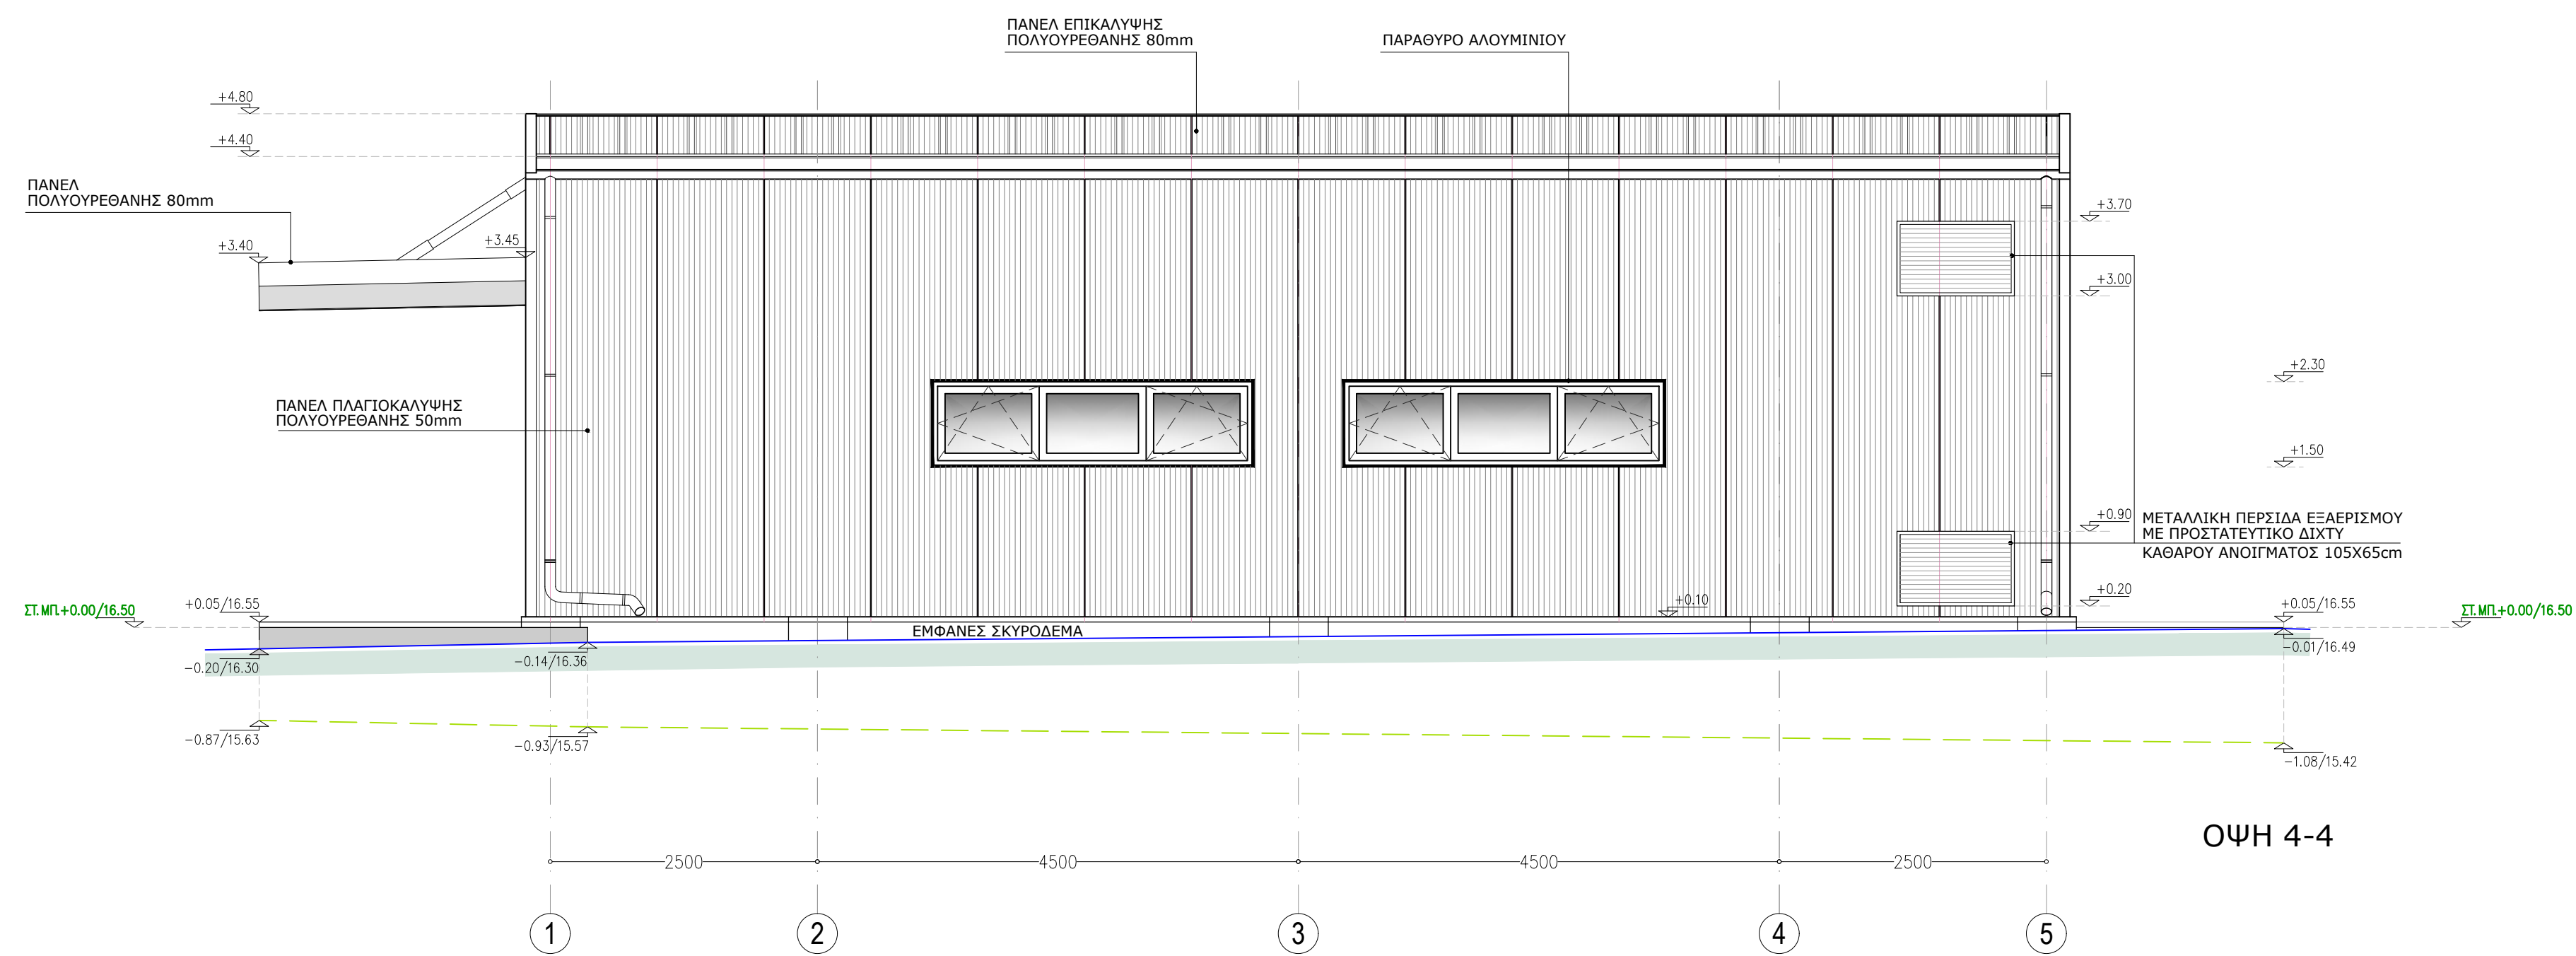 ΠΑΝΕΛ ΕΠΙΚΑΛΥΨΗΣ
ΠΟΛΥΟΥΡΕΘΑΝΗΣ 80mm
ΠΑΡΑΘΥΡΟ ΑΛΟΥΜΙΝΙΟΥ
+4.80
+4.40
ΠΑΝΕΛ
ΠΟΛΥΟΥΡΕΘΑΝΗΣ 80mm
+3.40
+3.45
+3.70
+3.00
+2.30
+1.50
ΠΑΝΕΛ ΠΛΑΓΙΟΚΑΛΥΨΗΣ
ΠΟΛΥΟΥΡΕΘΑΝΗΣ 50mm
+0.90
ΜΕΤΑΛΛΙΚΗ ΠΕΡΣΙΔΑ ΕΞΑΕΡΙΣΜΟΥ
ΜΕ ΠΡΟΣΤΑΤΕΥΤΙΚΟ ΔΙΧΤΥ
ΚΑΘΑΡΟΥ ΑΝΟΙΓΜΑΤΟΣ 105Χ65cm
+0.20
ΣΤ.ΜΠ.+0.00/16.50
+0.05/16.55
+0.10
+0.05/16.55
ΣΤ.ΜΠ.+0.00/16.50
ΕΜΦΑΝΕΣ ΣΚΥΡΟΔΕΜΑ
-0.20/16.30
-0.14/16.36
-0.01/16.49
-0.87/15.63
-0.93/15.57
-1.08/15.42
ΟΨΗ 4-4
2500
4500
4500
2500
1
2
3
4
5